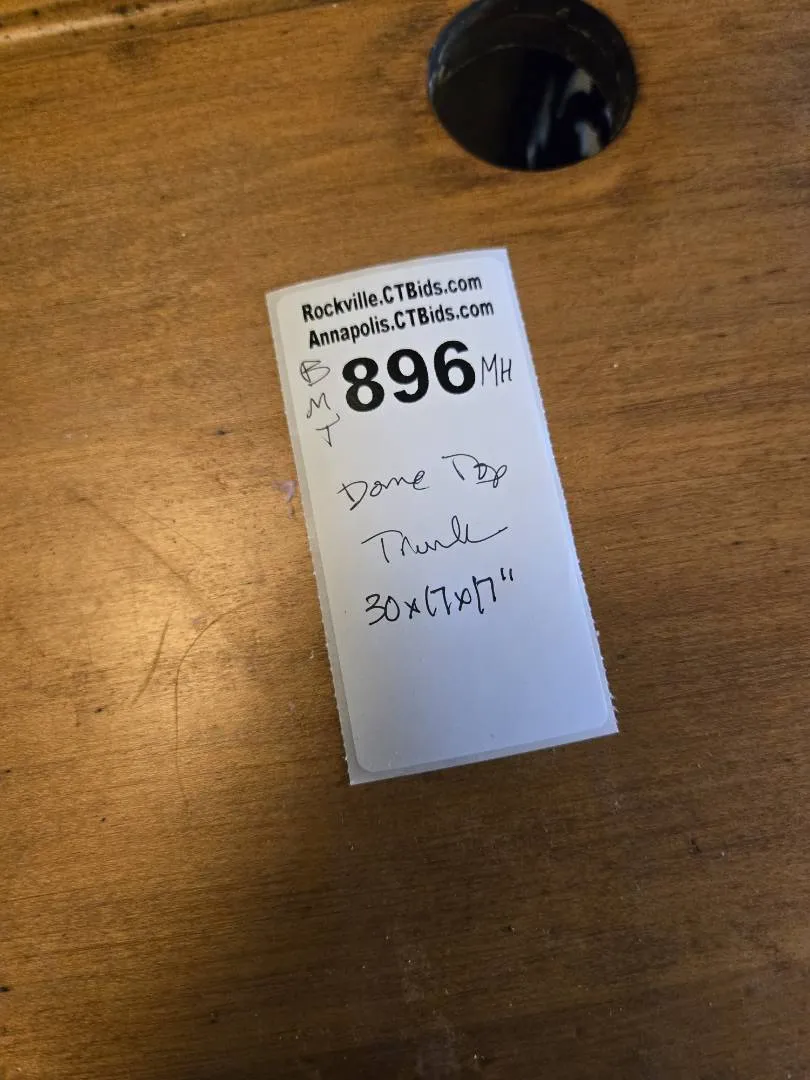 Rockville.CTBids.com
Annapolis.CTBids.com
B
M
T
896 MH
Dome Top
Trunk
30x17x17"